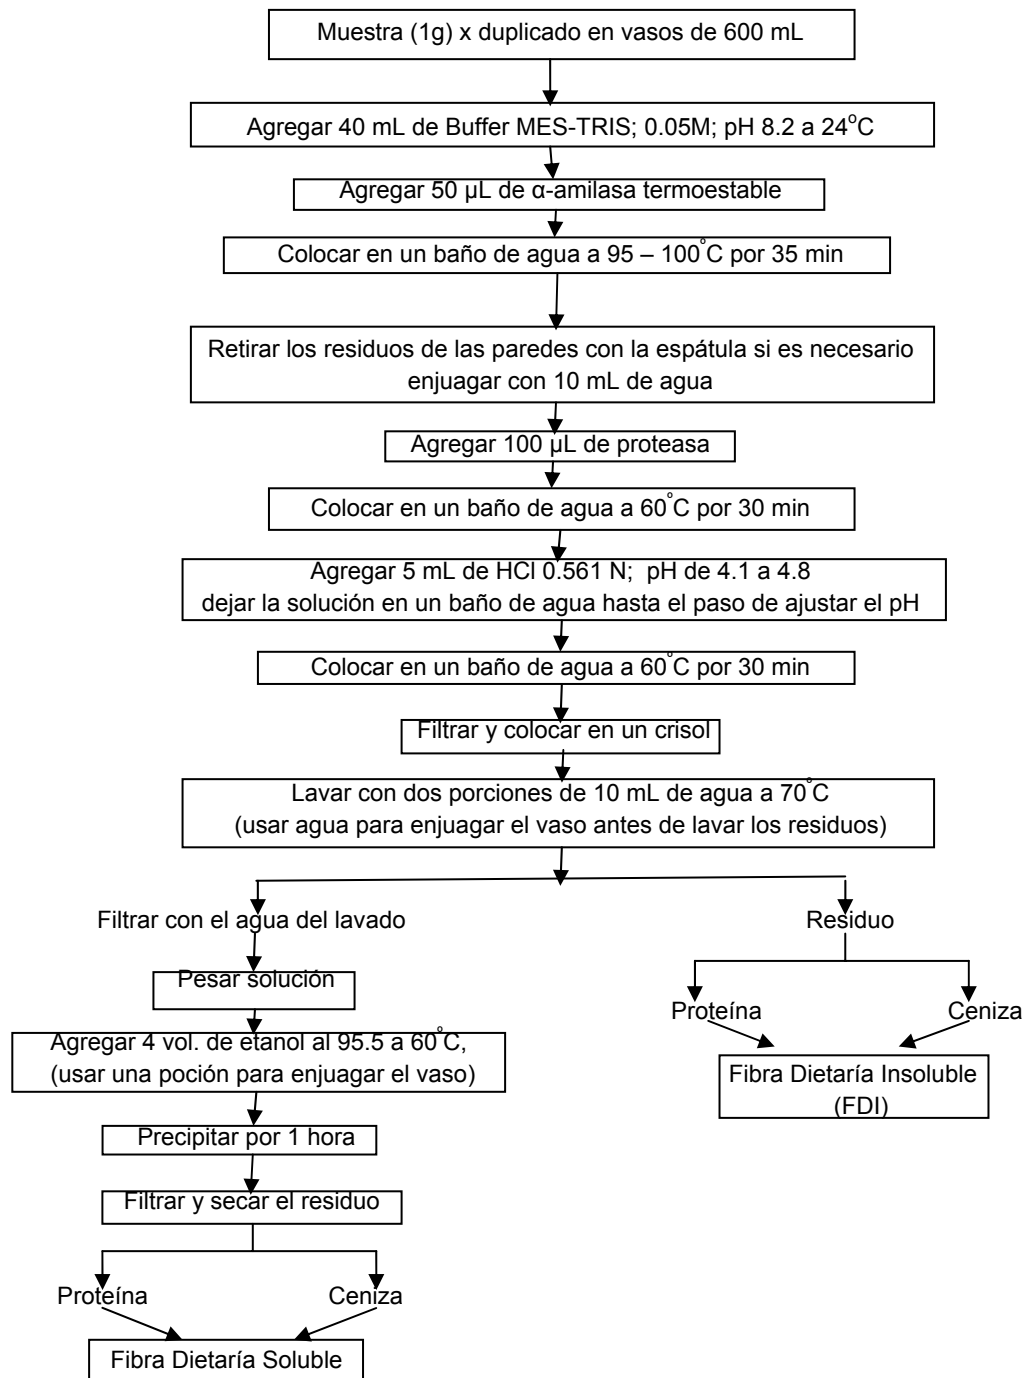 Muestra (1g) x duplicado en vasos de 600 mL
Agregar 40 mL de Buffer MES-TRIS; 0.05M; pH 8.2 a 24°C
Agregar 50 µL de α-amilasa termoestable
Colocar en un baño de agua a 95 – 100°C por 35 min
Retirar los residuos de las paredes con la espátula si es necesario
enjuagar con 10 mL de agua
Agregar 100 µL de proteasa
Colocar en un baño de agua a 60°C por 30 min
Agregar 5 mL de HCl 0.561 N; pH de 4.1 a 4.8
dejar la solución en un baño de agua hasta el paso de ajustar el pH
Colocar en un baño de agua a 60°C por 30 min
Filtrar y colocar en un crisol
Lavar con dos porciones de 10 mL de agua a 70°C
(usar agua para enjuagar el vaso antes de lavar los residuos)
Filtrar con el agua del lavado
Pesar solución
Agregar 4 vol. de etanol al 95.5 a 60°C,
(usar una poción para enjuagar el vaso)
Precipitar por 1 hora
Filtrar y secar el residuo
Proteína
Ceniza
Fibra Dietaría Soluble
Residuo
Proteína
Ceniza
Fibra Dietaría Insoluble
(FDI)